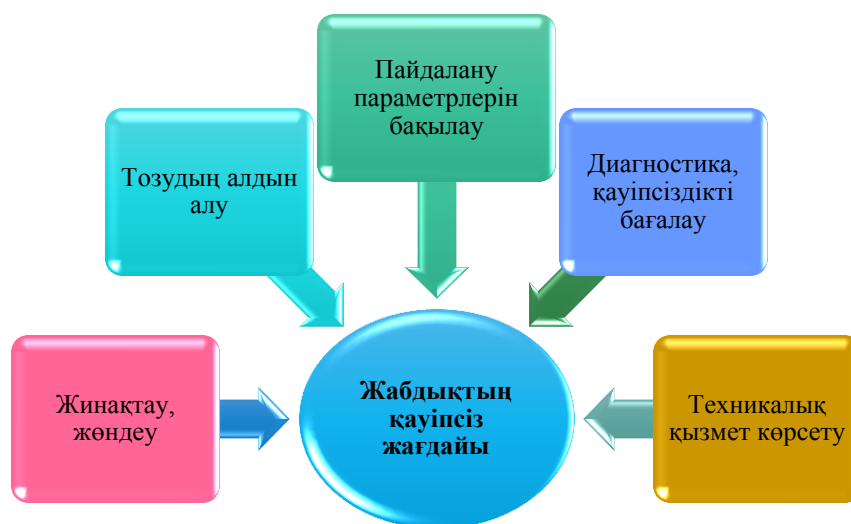 Пайдалану
параметрлерін
бақылау
Тозудың алдын
алу
Диагностика,
қауіпсіздікті
бағалау
Жинақтау,
жөндеу
Жабдықтың
қауіпсіз
жағдайы
Техникалық
қызмет көрсету